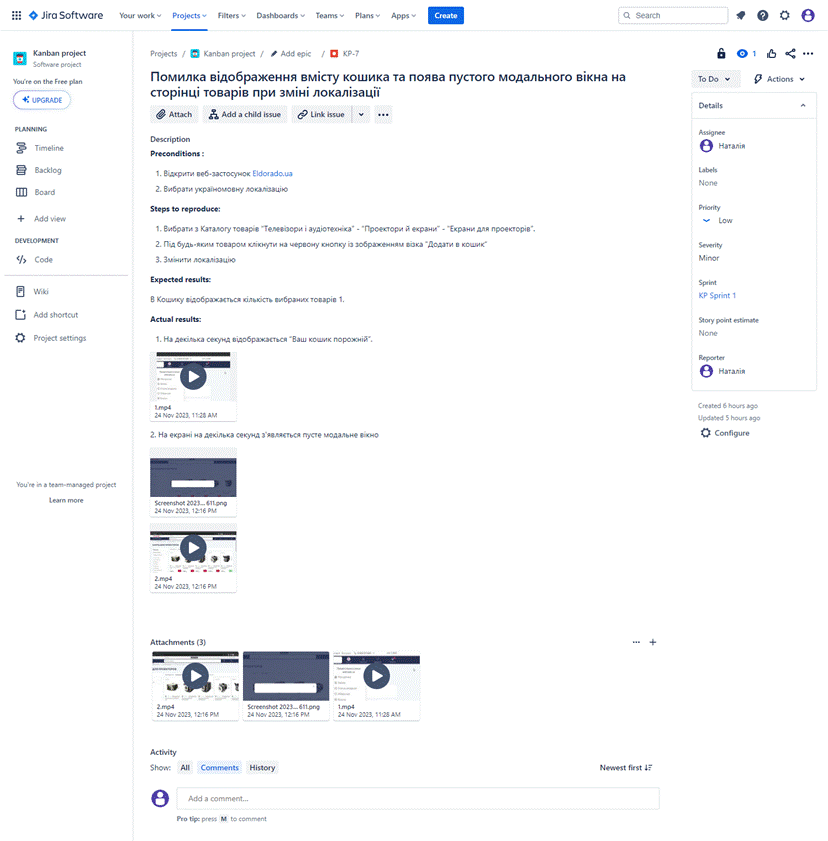 Jira Software
Your work
Projects
Filters
Dashboards
Teams
Plans
Apps
Create
Search
Kanban project
Software project
You're on the Free plan
UPGRADE
PLANNING
Timeline
Backlog
Board
Add view
DEVELOPMENT
Code
Wiki
Add shortcut
Project settings
You're in a team-managed project
Learn more
Projects / Kanban project / Add epic / KP-7
1
Помилка відображення вмісту кошика та поява пустого модального вікна на
сторінці товарів при зміні локалізації
Attach
Add a child issue
Link issue
Description
Preconditions :
1. Відкрити веб-застосунок Eldorado.ua
2. Вибрати україномовну локалізацію
Steps to reproduce:
1. Вибрати з Каталогу товарів "Телевізори і аудіотехніка" - "Проектори й екрани" - "Екрани для проекторів".
2. Під будь-яким товаром клікнути на червону кнопку із зображенням візка "Додати в кошик"
3. Змінити локалізацію
Expected results:
В Кошику відображається кількість вибраних товарів 1.
Actual results:
1. На декілька секунд відображається "Ваш кошик порожній".
1.mp4
24 Nov 2023, 11:28 AM
2. На екрані на декілька секунд з'являється пусте модальне вікно
Screenshot 2023... 611.png
24 Nov 2023, 12:16 PM
2.mp4
24 Nov 2023, 12:16 PM
Attachments (3)
2.mp4
24 Nov 2023, 12:16 PM
Screenshot 2023... 611.png
24 Nov 2023, 12:16 PM
1.mp4
24 Nov 2023, 11:28 AM
Activity
Show: All Comments History
Newest first
Add a comment...
Pro tip: press M to comment
To Do
Actions
Details
Assignee
Наталія
Labels
None
Priority
Low
Severity
Minor
Sprint
KP Sprint 1
Story point estimate
None
Reporter
Наталія
Created 6 hours ago
Updated 5 hours ago
Configure